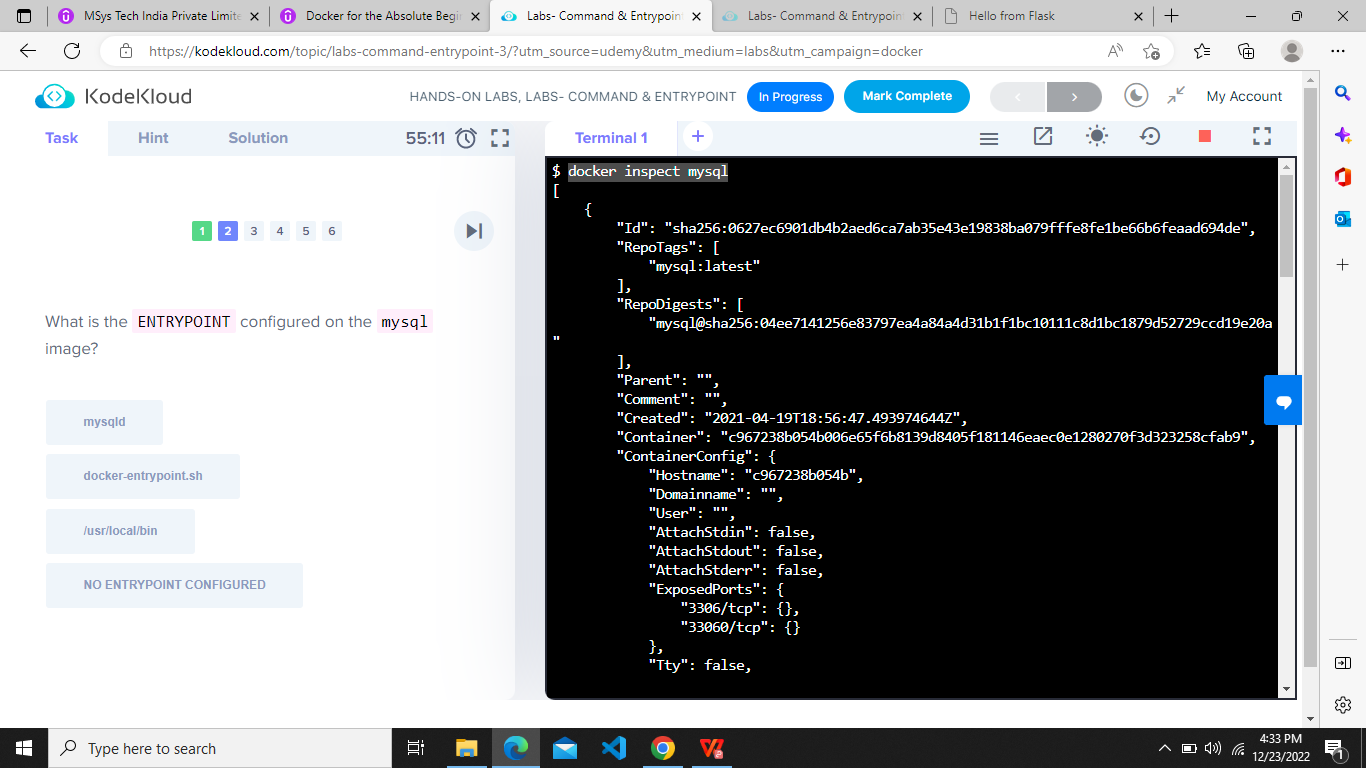 MSys Tech India Private Limite
Docker for the Absolute Begi
Labs- Command & Entrypoin
Labs - Command & Entrypoint
Hello from Flask
https://kodekloud.com/topic/labs-command-entrypoint-3/?utm_source=udemy&utm_medium=labs&utm_campaign=docker
KodeKloud
HANDS-ON LABS, LABS- COMMAND & ENTRYPOINT
In Progress
Mark Complete
My Account
Task
Hint
Solution
55:11
Terminal 1
1 2 3 4 5 6
What is the ENTRYPOINT configured on the mysql
image?
mysqld
docker-entrypoint.sh
/usr/local/bin
NO ENTRYPOINT CONFIGURED
$ docker inspect mysql
[
{
"Id": "sha256:0627ec6901db4b2aed6ca7ab35e43e19838ba079fffe8fe1be66b6feaad694de",
"RepoTags": [
"mysql:latest"
],
"RepoDigests": [
"mysql@sha256:04ee7141256e83797ea4a84a4d31b1f1bc10111c8d1bc1879d52729ccd19e20a
"
],
"Parent": "",
"Comment": "",
"Created": "2021-04-19T18:56:47.493974644Z",
"Container": "c967238b054b006e65f6b8139d8405f181146eaec0e1280270f3d323258cfab9",
"ContainerConfig": {
"Hostname": "c967238b054b",
"Domainname": "",
"User": "",
"AttachStdin": false,
"AttachStdout": false,
"AttachStderr": false,
"ExposedPorts": {
"3306/tcp": {},
"33060/tcp": {}
},
"Tty": false,
Type here to search
4:33 PM
12/23/2022
1